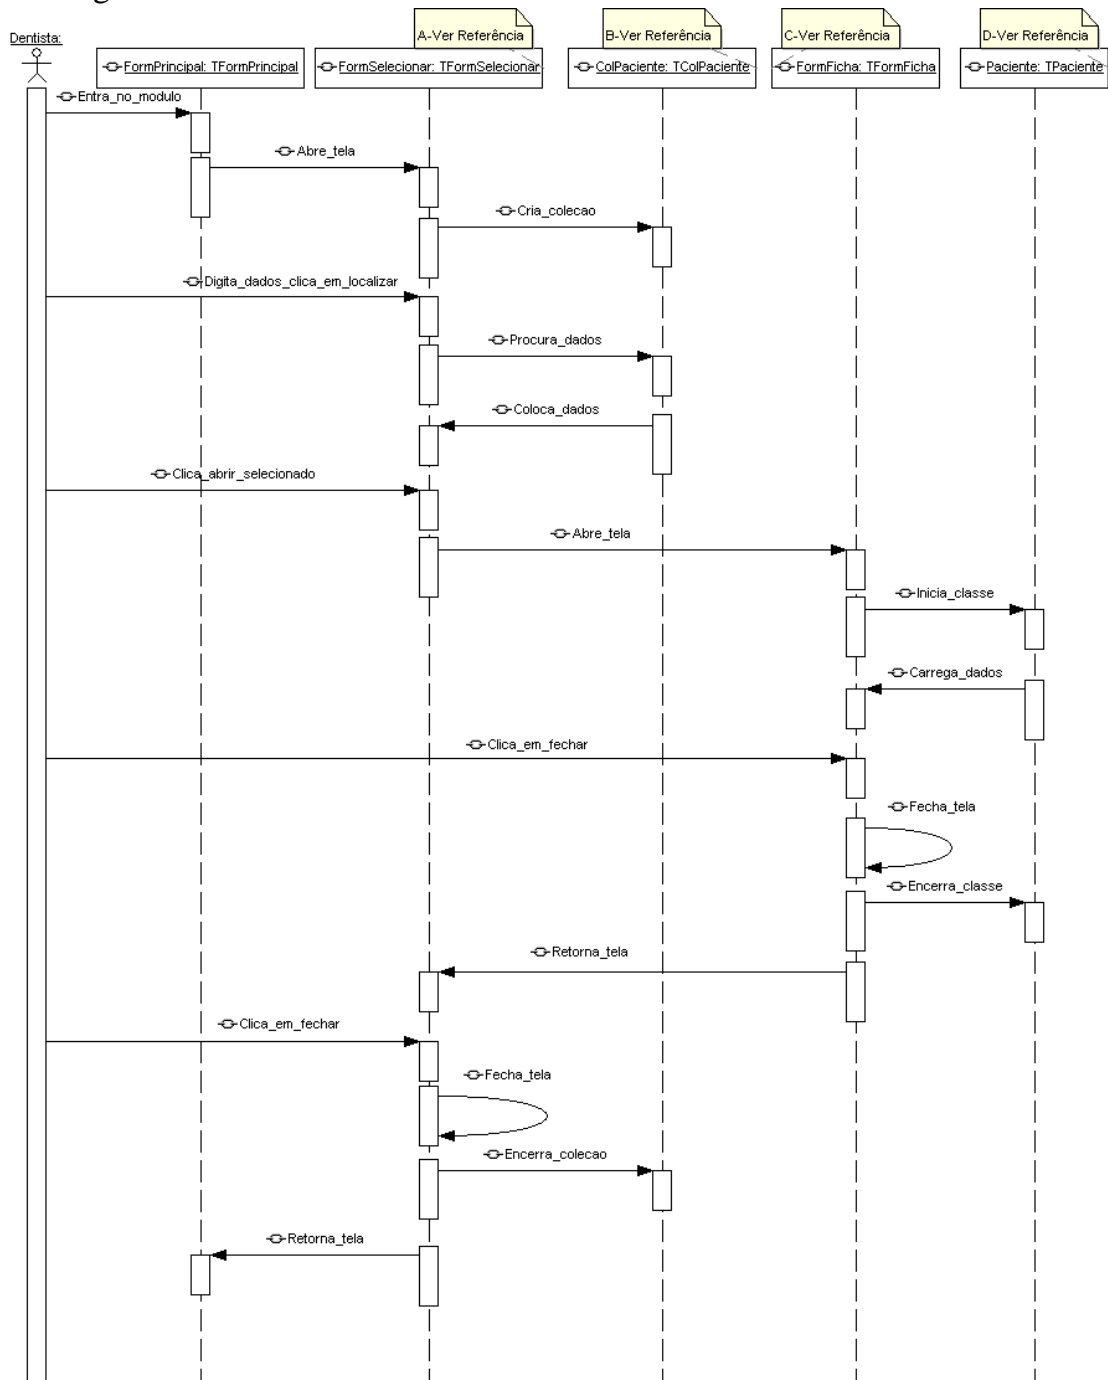 A-Ver Referência
B-Ver Referência
C-Ver Referência
D-Ver Referência
Dentista:
FormPrincipal: TFormPrincipal
FormSelecionar: TFormSelecionar
ColPaciente: TColPaciente
FormFicha: TFormFicha
Paciente: TPaciente
Entra_no_modulo
Abre_tela
Cria_colecao
Digita_dados_clica_em_localizar
Procura_dados
Coloca_dados
Clica_abrir_selecionado
Abre_tela
Inicia_classe
Carrega_dados
Clica_em_fechar
Fecha_tela
Encerra_classe
Retorna_tela
Clica_em_fechar
Fecha_tela
Encerra_colecao
Retorna_tela